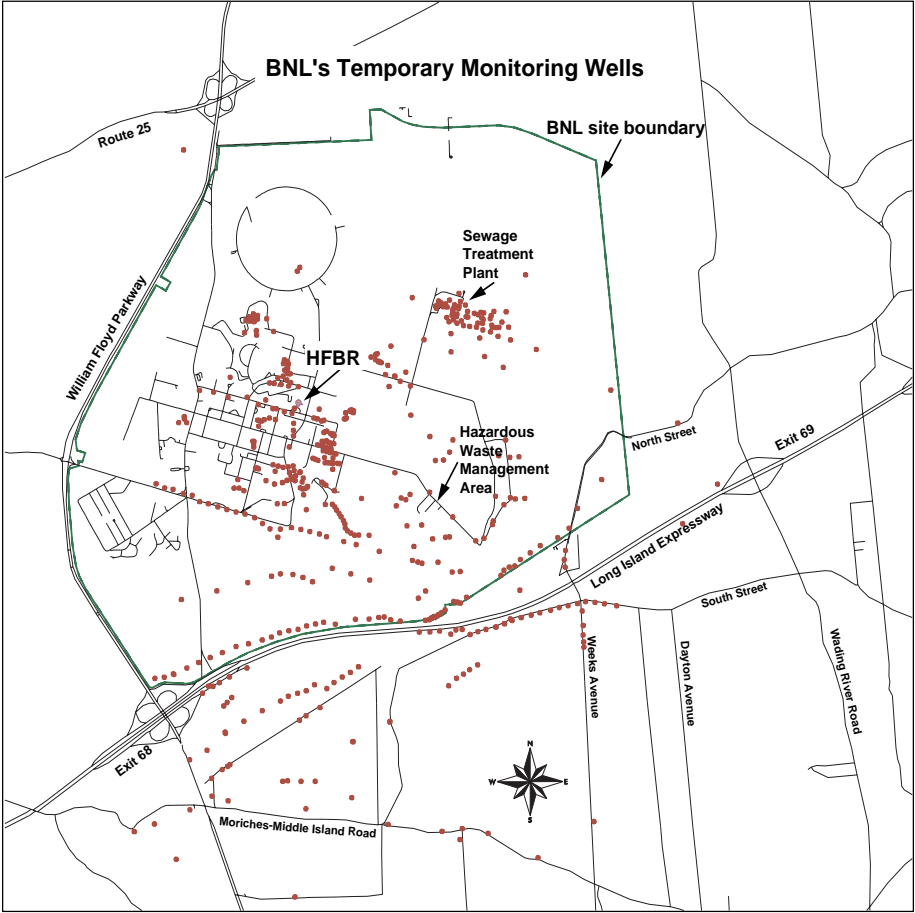 BNL's Temporary Monitoring Wells
Route 25
BNL site boundary
Sewage
Treatment
Plant
William Floyd Parkway
HFBR
Hazardous
Waste
Management
Area
North Street
Exit 69
Long Island Expressway
South Street
Weeks Avenue
Dayton Avenue
Wading River Road
Exit 68
N
W
E
S
Moriches-Middle Island Road